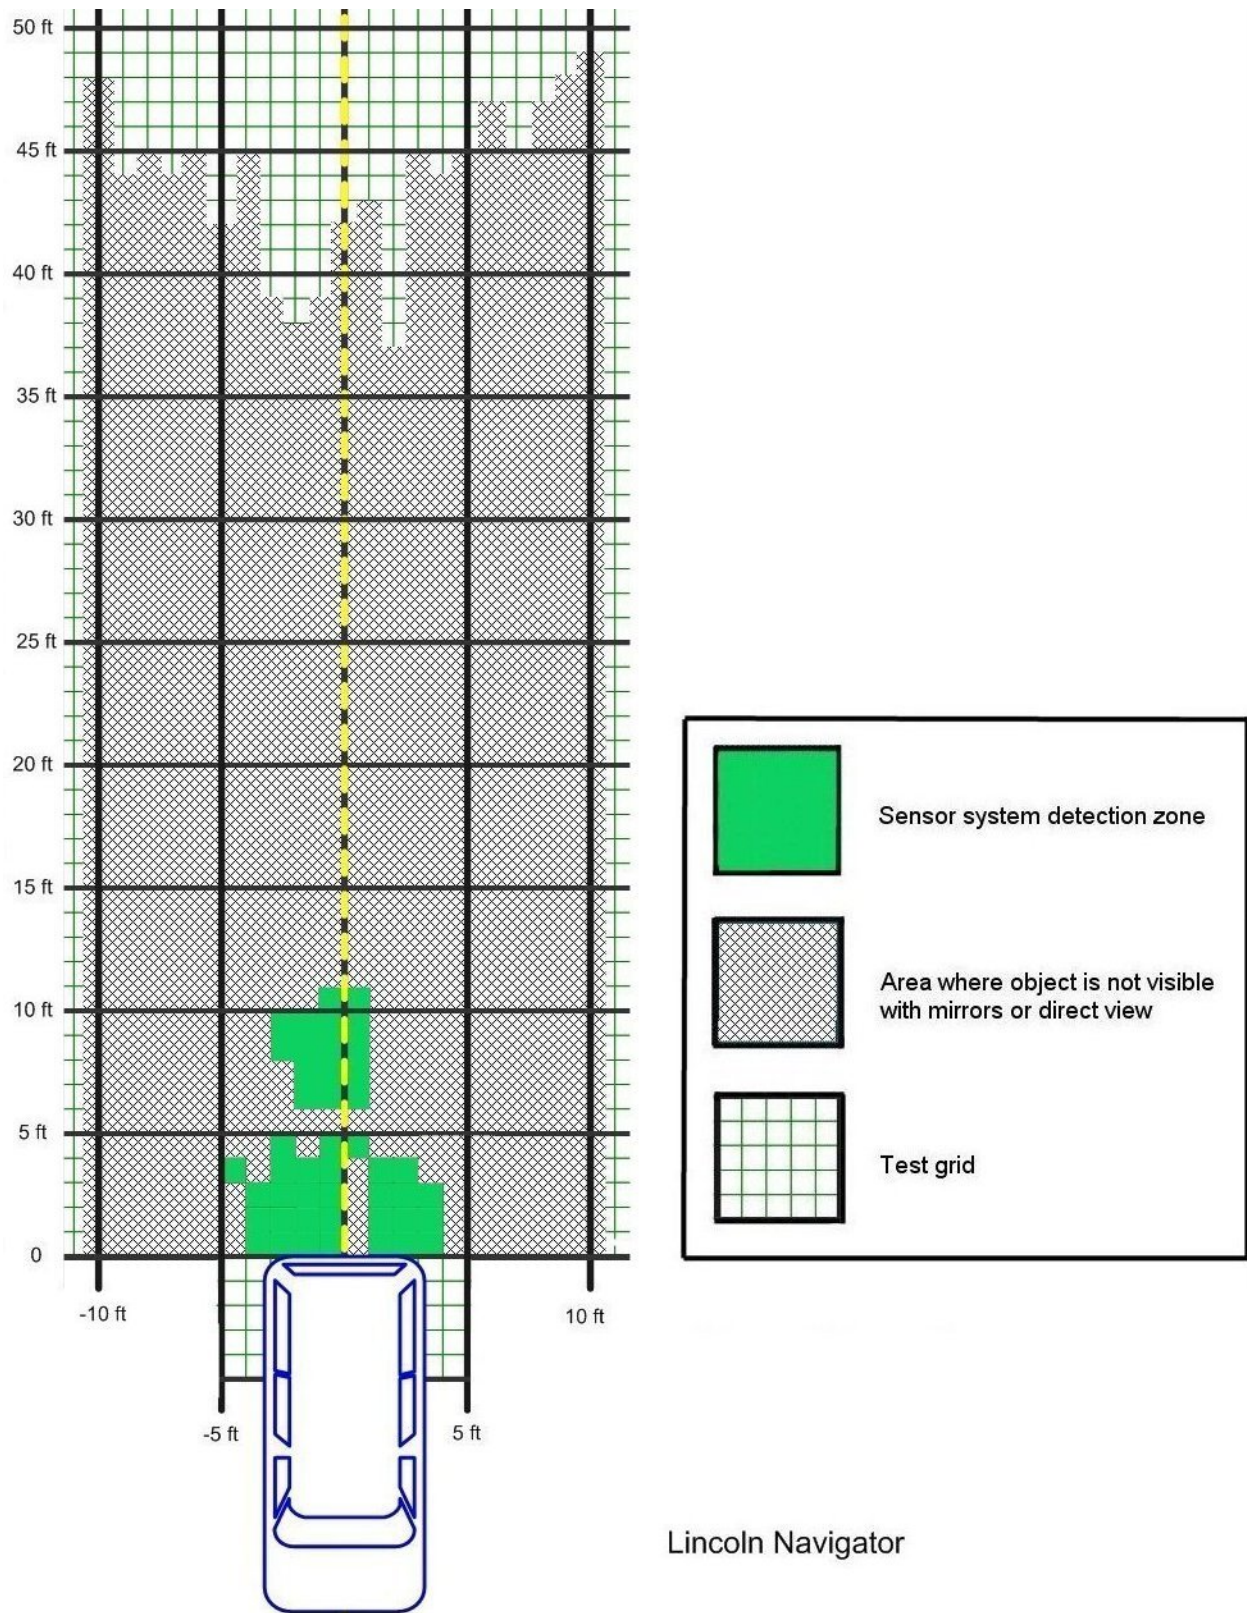 50 ft
45 ft
40 ft
35 ft
30 ft
25 ft
20 ft
15 ft
10 ft
5 ft
0
-10 ft
10 ft
-5 ft
5 ft
Sensor system detection zone
Area where object is not visible
with mirrors or direct view
Test grid
Lincoln Navigator